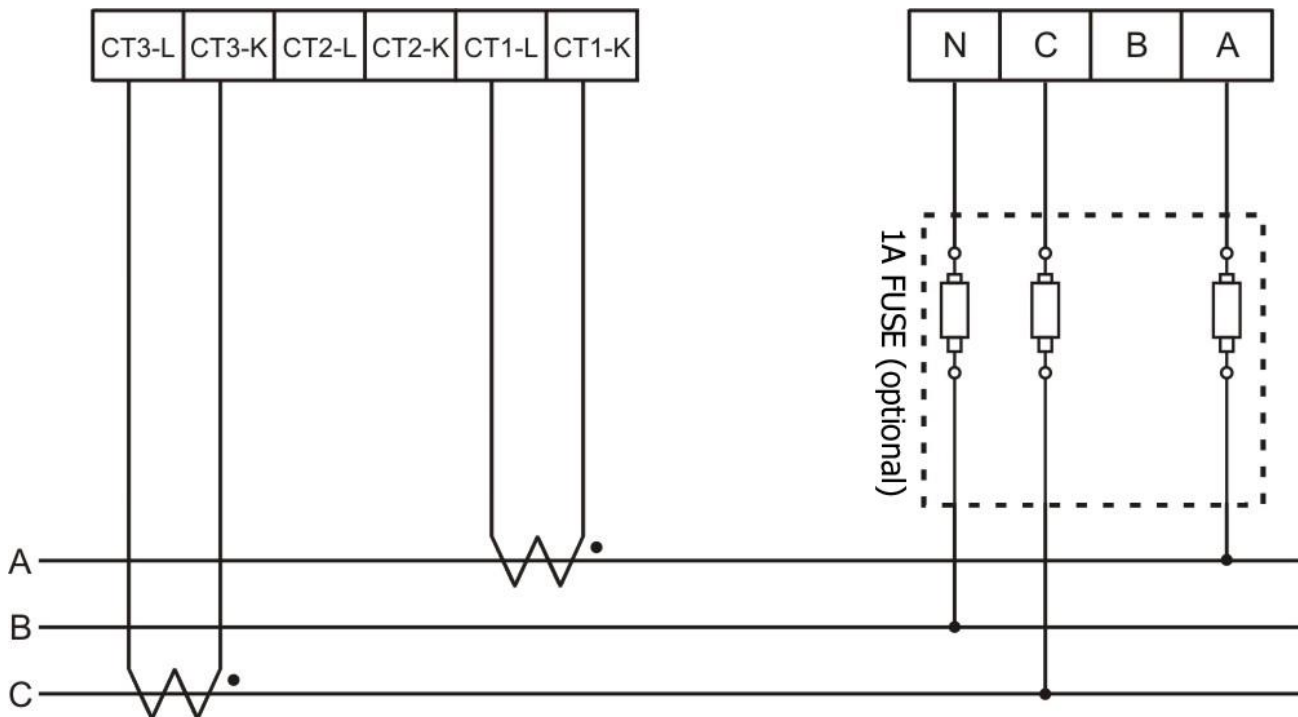 CT3-L CT3-K CT2-L CT2-K CT1-L CT1-K
N C B A
1A FUSE (optional)
A
B
C